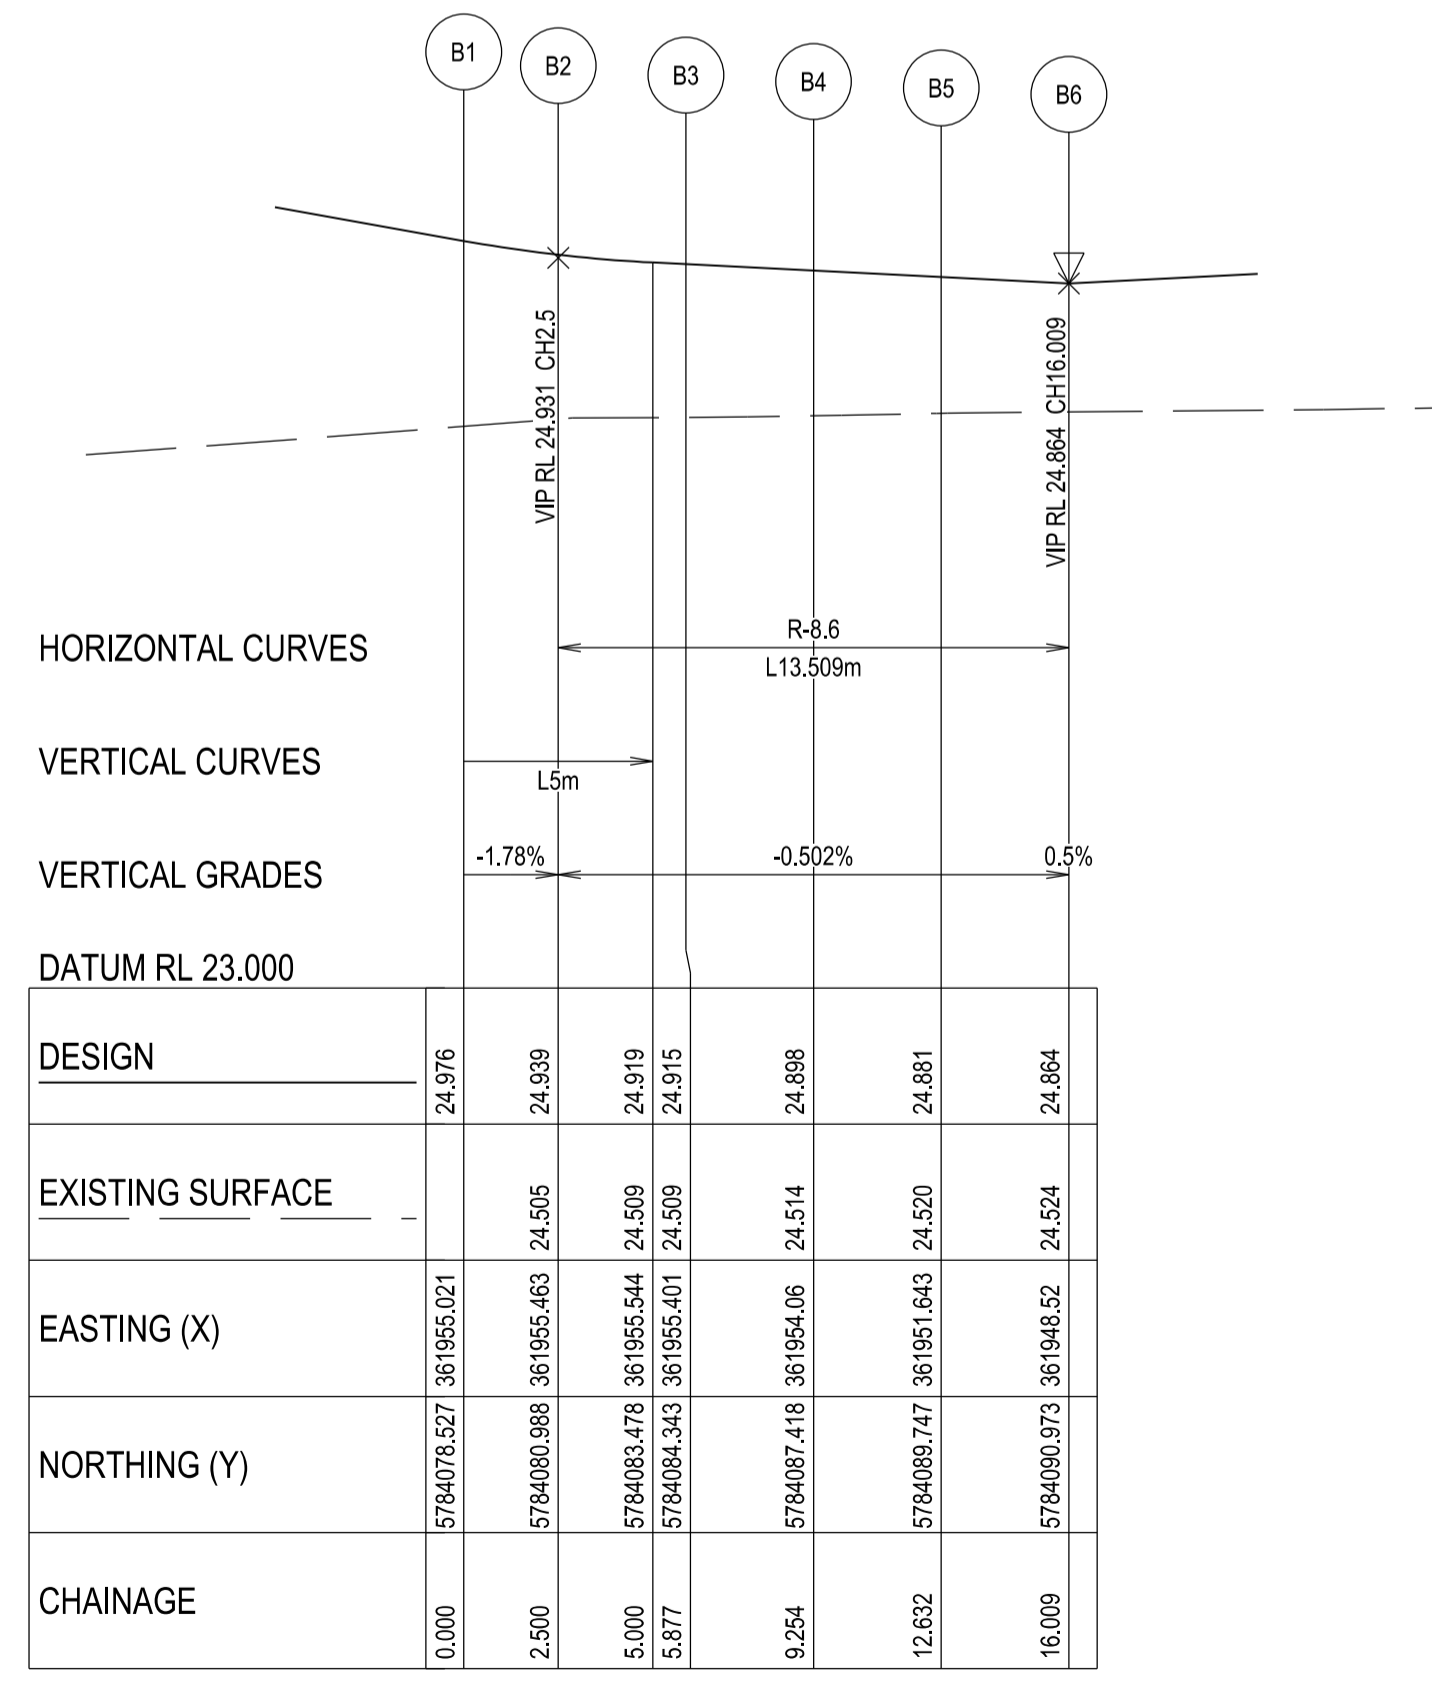 B1
B2
B3
B4
B5
B6
VIP RL 24.931 CH2.5
VIP RL 24.864 CH16.009
HORIZONTAL CURVES
R-8.6
L13.509m
VERTICAL CURVES
L5m
VERTICAL GRADES
-1.78%
-0.502%
0.5%
DATUM RL 23.000
DESIGN
24.976
24.939
24.919
24.915
24.898
24.881
24.864
EXISTING SURFACE
24.505
24.509
24.509
24.514
24.520
24.524
EASTING (X)
361955.021
361955.463
361955.544
361955.401
361954.06
361951.643
361948.52
NORTHING (Y)
5784078.527
5784080.988
5784083.478
5784084.343
5784087.418
5784089.747
5784090.973
CHAINAGE
0.000
2.500
5.000
5.877
9.254
12.632
16.009